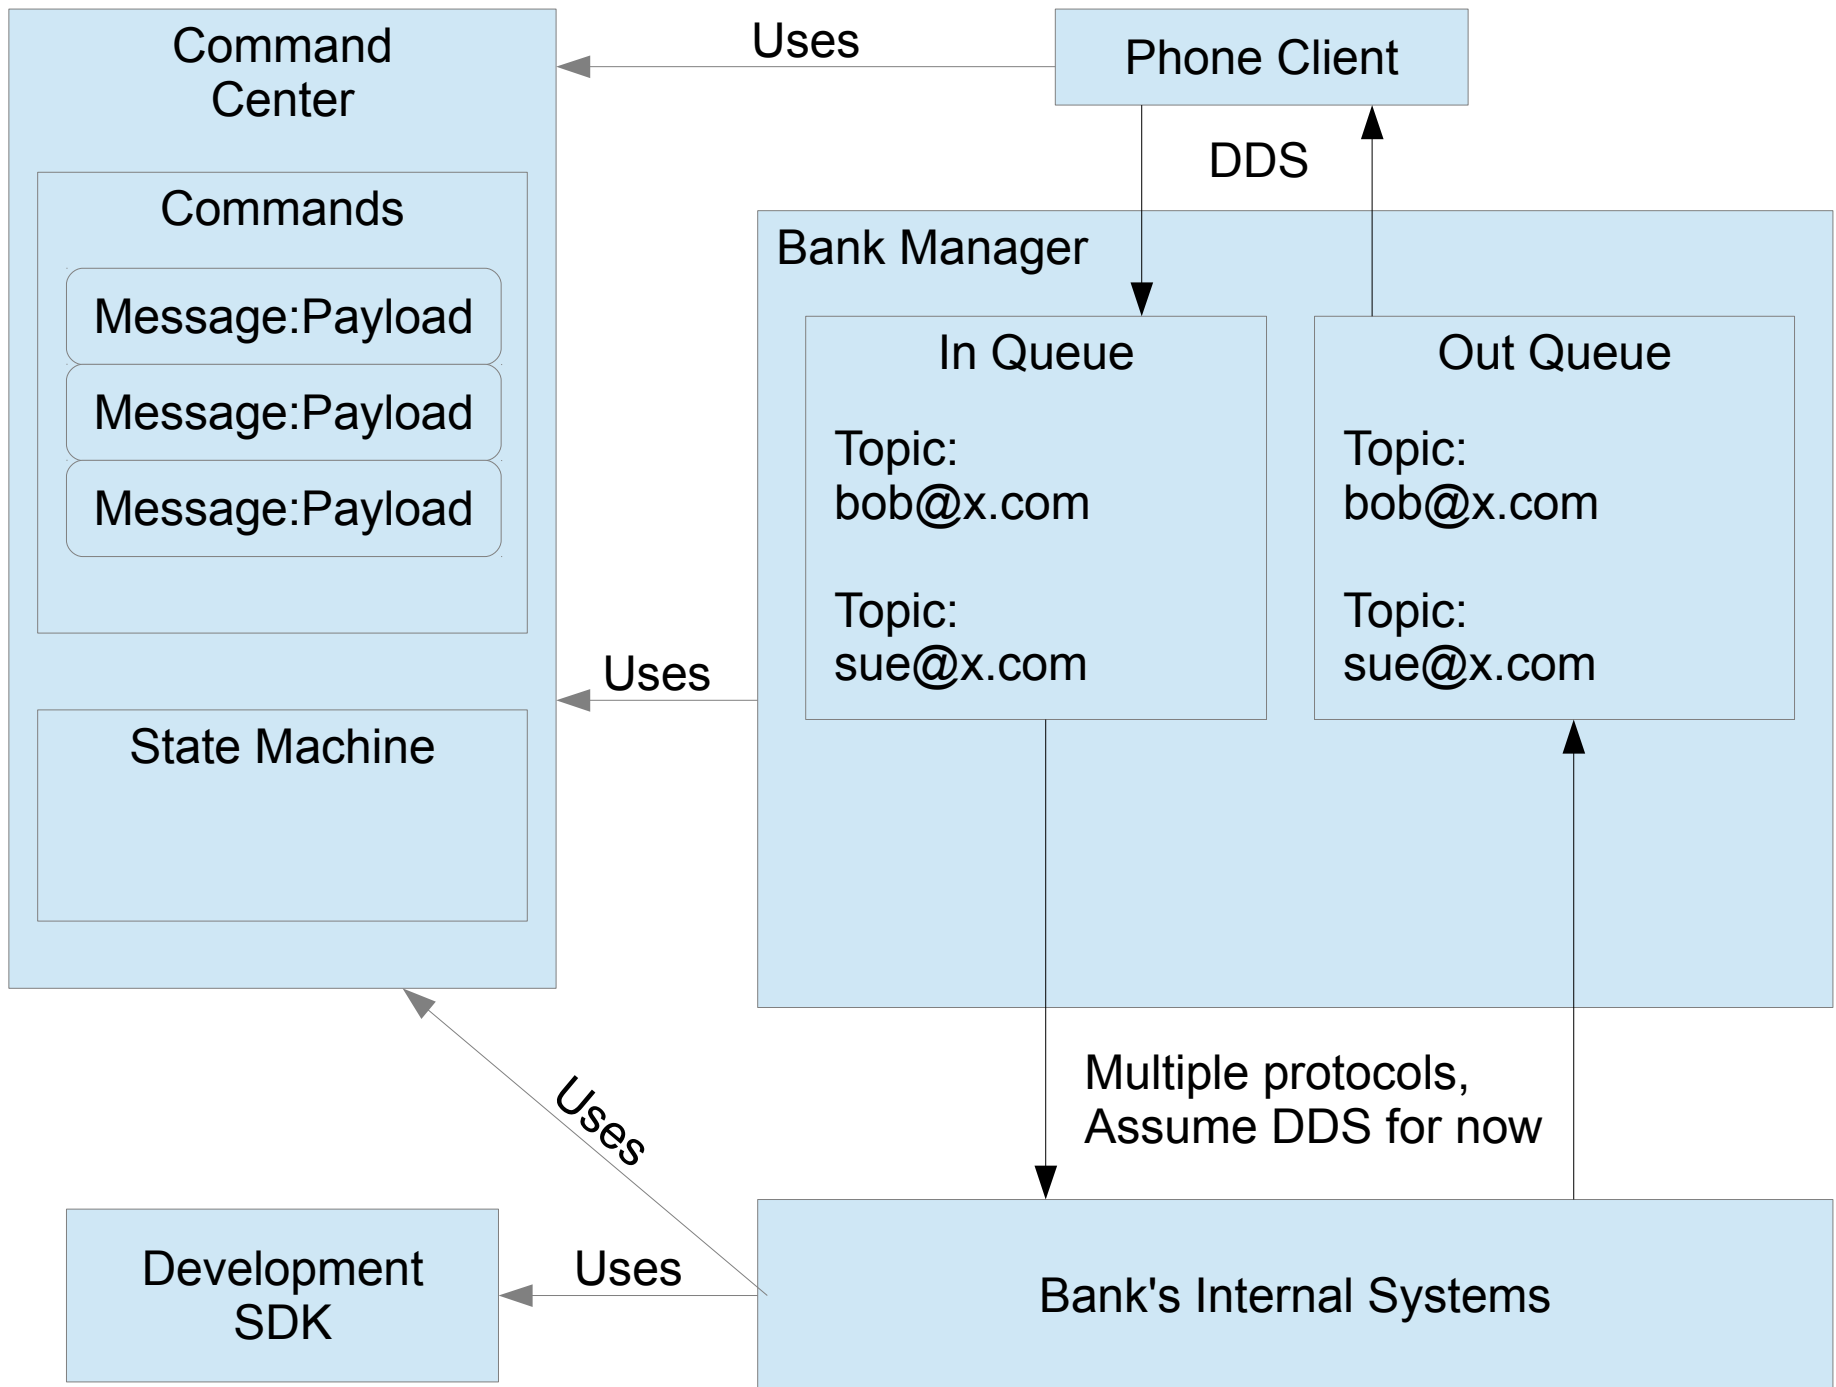 Command
Center
Commands
Message:Payload
Message:Payload
Message:Payload
State Machine
Uses
Phone Client
DDS
Bank Manager
In Queue
Topic:
bob@x.com
Topic:
sue@x.com
Out Queue
Topic:
bob@x.com
Topic:
sue@x.com
Uses
Multiple protocols,
Assume DDS for now
Uses
Development
SDK
Uses
Bank's Internal Systems